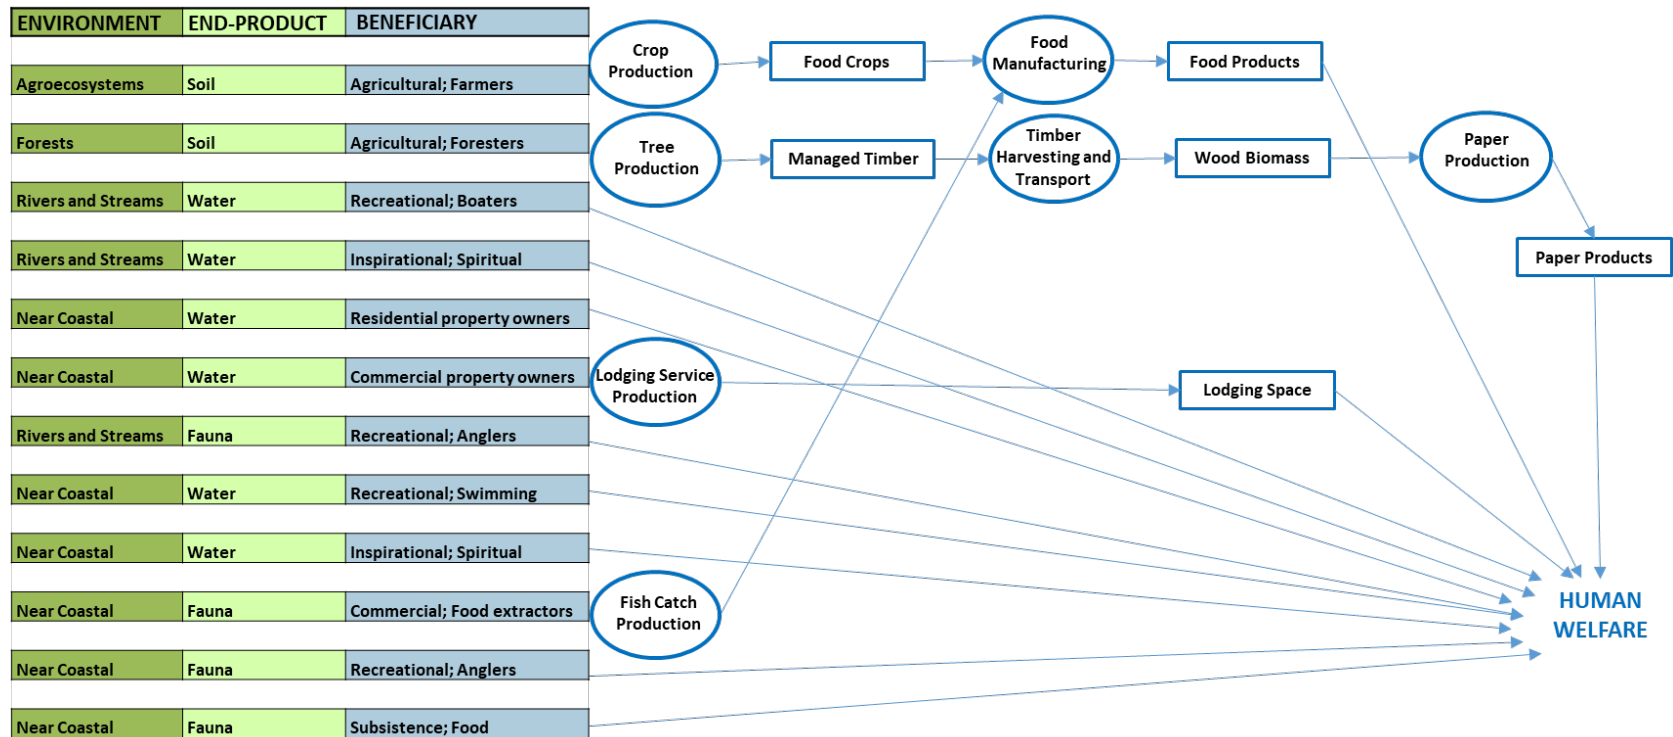 ENVIRONMENT END-PRODUCT BENEFICIARY
Agroecosystems Soil Agricultural; Farmers
Forests Soil Agricultural; Foresters
Rivers and Streams Water Recreational; Boaters
Rivers and Streams Water Inspirational; Spiritual
Near Coastal Water Residential property owners
Near Coastal Water Commercial property owners
Rivers and Streams Fauna Recreational; Anglers
Near Coastal Water Recreational; Swimming
Near Coastal Water Inspirational; Spiritual
Near Coastal Fauna Commercial; Food extractors
Near Coastal Fauna Recreational; Anglers
Near Coastal Fauna Subsistence; Food
Crop
Production
Food Crops
Food
Manufacturing
Food Products
Tree
Production
Managed Timber
Timber
Harvesting and
Transport
Wood Biomass
Paper
Production
Paper Products
Lodging Service
Production
Lodging Space
Fish Catch
Production
HUMAN
WELFARE